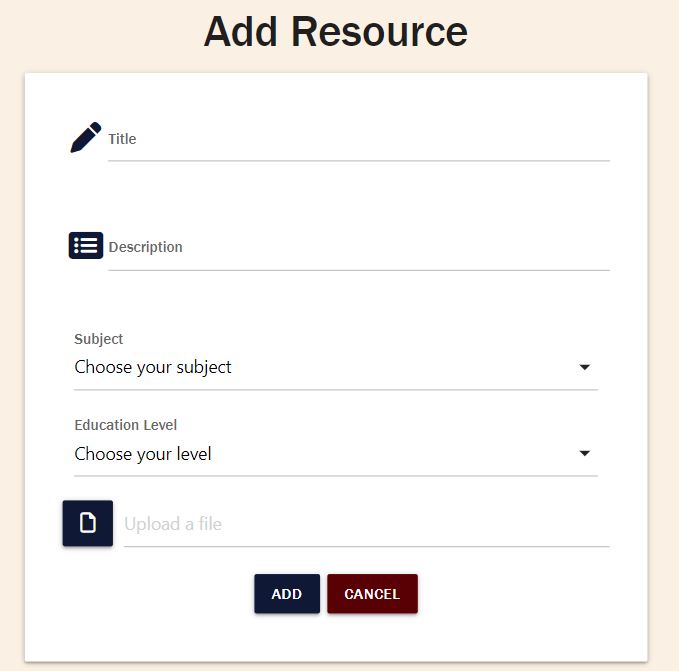 Add Resource
Title
Description
Subject
Choose your subject
Education Level
Choose your level
Upload a file
ADD CANCEL